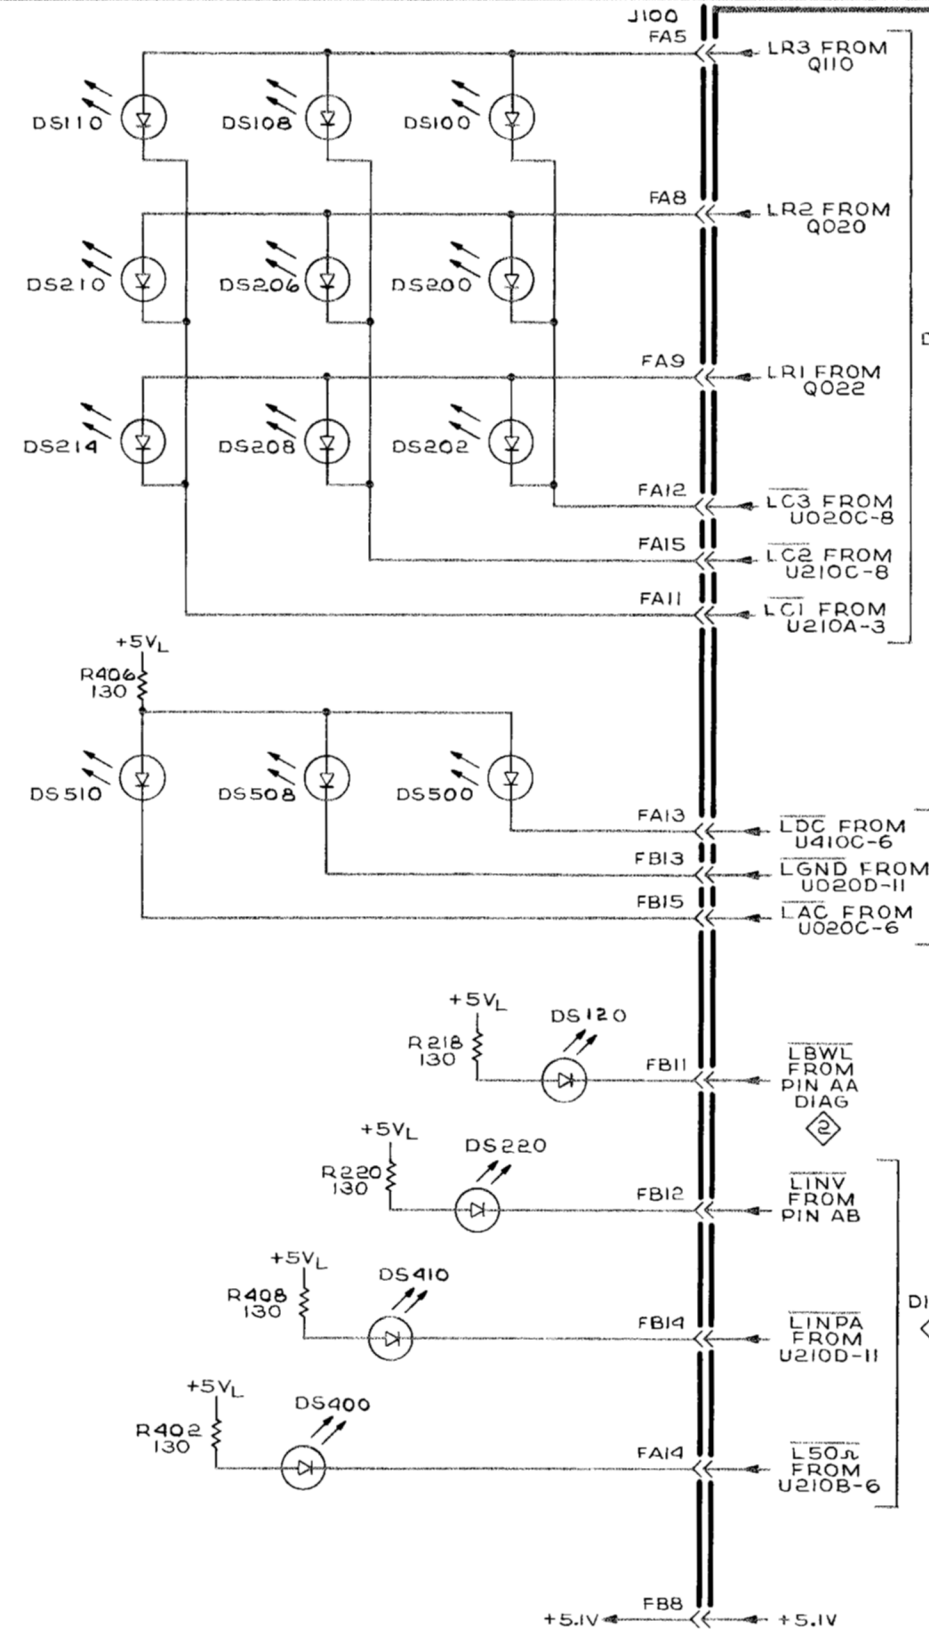 J100
FA5
LR3 FROM
Q110
DS110
DS108
DS100
FA8
LR2 FROM
Q020
DS210
DS206
DS200
FA9
LR1 FROM
Q022
DS214
DS208
DS202
FA12
LC3 FROM
U020C-8
FA15
LC2 FROM
U210C-8
FA11
LC1 FROM
U210A-3
+5VL
R406
130
DS510
DS508
DS500
FA13
LDC FROM
U410C-6
FB13
LGND FROM
U020D-11
FB15
LAC FROM
U020C-6
+5VL
R218
130
DS120
FB11
LBWL
FROM
PIN AA
DIAG
2
+5VL
R220
130
DS220
FB12
LINV
FROM
PIN AB
+5VL
R408
130
DS410
FB14
LINPA
FROM
U210D-11
+5VL
R402
130
DS400
FA14
L50Ω
FROM
U210B-6
FB8
+5.1V
+5.1V